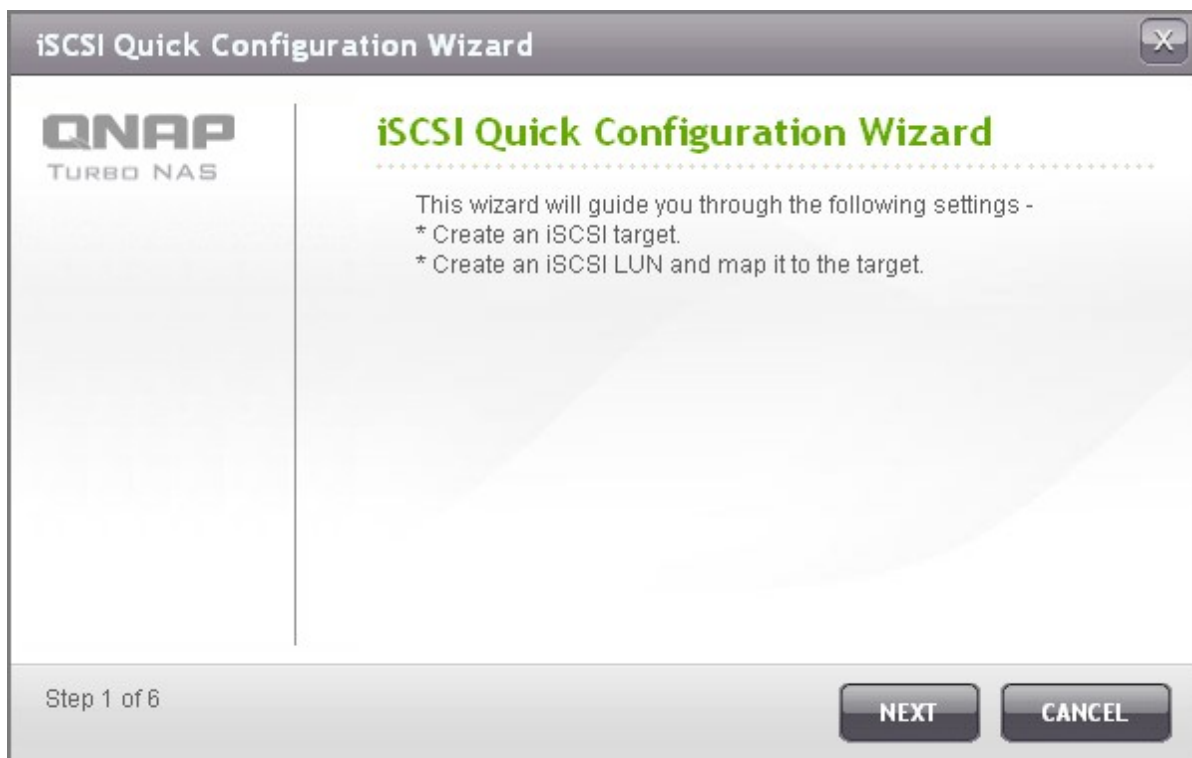 iSCSI Quick Configuration Wizard
X
QNAP
TURBO NAS
iSCSI Quick Configuration Wizard
This wizard will guide you through the following settings -
* Create an iSCSI target.
* Create an iSCSI LUN and map it to the target.
Step 1 of 6
NEXT
CANCEL